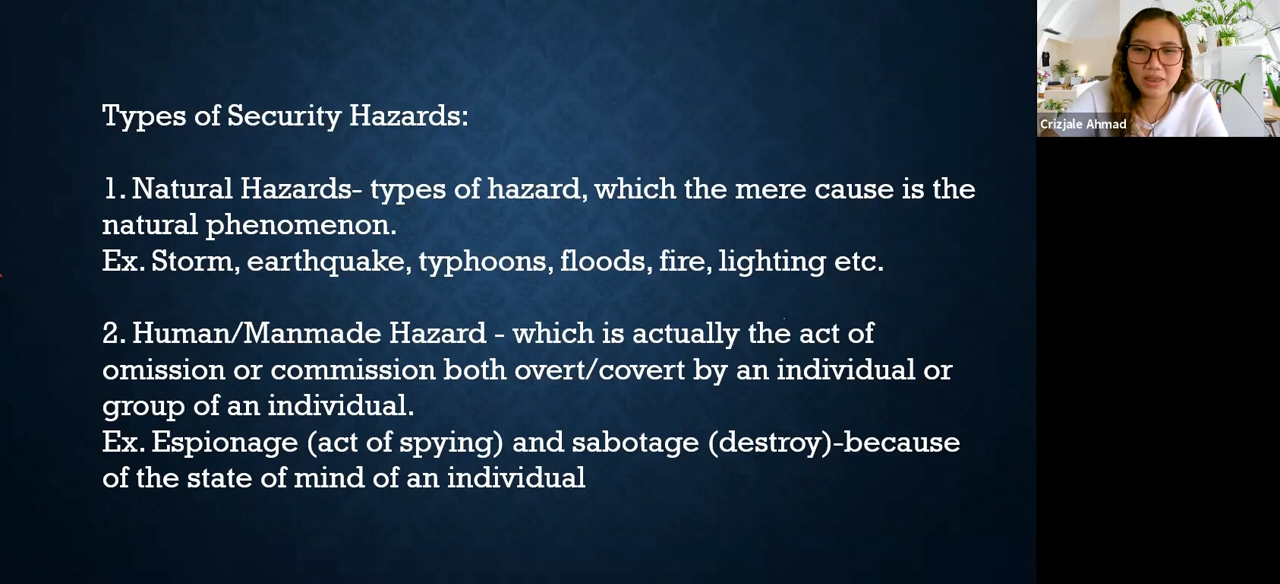 Types of Security Hazards:
1. Natural Hazards- types of hazard, which the mere cause is the
natural phenomenon.
Ex. Storm, earthquake, typhoons, floods, fire, lighting etc.
2. Human/Manmade Hazard - which is actually the act of
omission or commission both overt/covert by an individual or
group of an individual.
Ex. Espionage (act of spying) and sabotage (destroy)-because
of the state of mind of an individual
Crizjale Ahmad